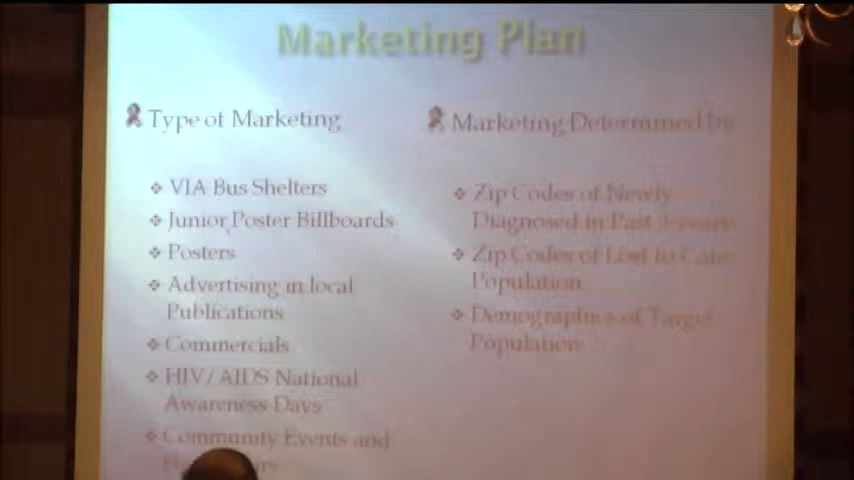 Marketing Plan
Type of Marketing
VIA Bus Shelters
Junior Poster Billboards
Posters
Advertising in local
Publications
Commercials
HIV/AIDS National
Awareness Days
Community Events and
Marketing Determined by
Zip Codes of Newly
Diagnosed in Past
Zip Codes of Lost to Care
Population
Demographics of Target
Population